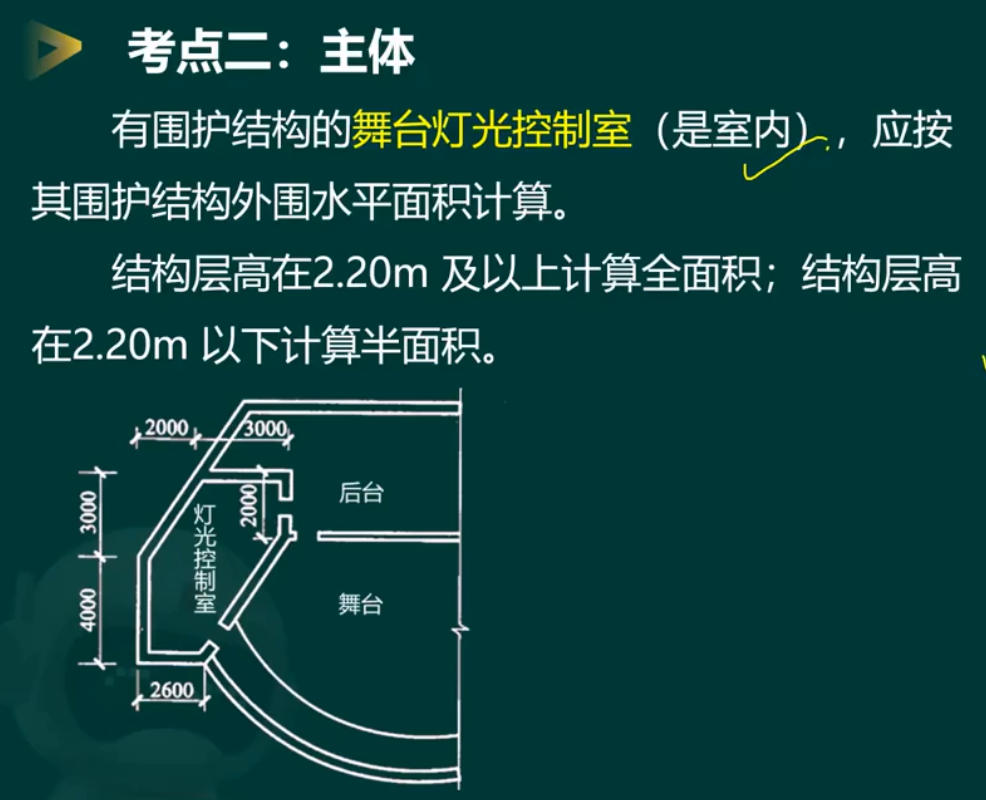 考点二：主体
有围护结构的舞台灯光控制室（是室内），应按
其围护结构外围水平面积计算。
结构层高在2.20m 及以上计算全面积；结构层高
在2.20m 以下计算半面积。
2000
3000
3000
2000
后台
灯光控制室
4000
舞台
2600